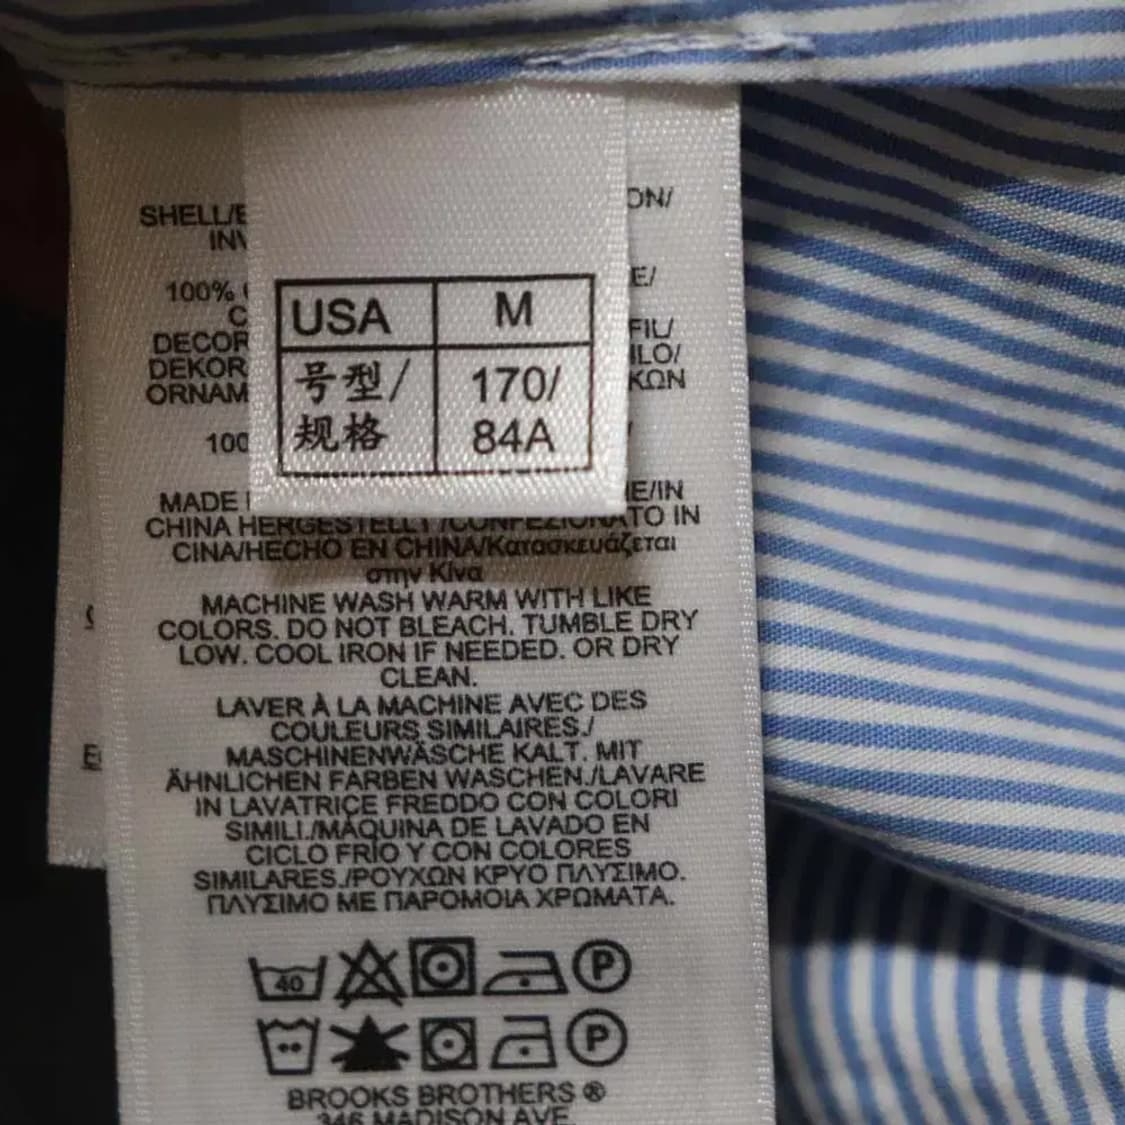 SHELL/E
ON/
INV
100%
E/
C
DECOR
FIL/
DEKOR
ILO/
ORNAM
ΚΩΝ
100
USA M
号型/ 170/
规格 84A
MADE
E/IN
CHINA HERGESTELLT /CONFEZIONATO IN
CINA/HECHO EN CHINA/Κατασκευάζεται
στην Κίνα
MACHINE WASH WARM WITH LIKE
COLORS. DO NOT BLEACH. TUMBLE DRY
LOW. COOL IRON IF NEEDED. OR DRY
CLEAN.
LAVER À LA MACHINE AVEC DES
COULEURS SIMILAIRES./
MASCHINENWÄSCHE KALT. MIT
ÄHNLICHEN FARBEN WASCHEN./LAVARE
IN LAVATRICE FREDDO CON COLORI
SIMILI./MÁQUINA DE LAVADO EN
CICLO FRÍO Y CON COLORES
SIMILARES./ΡΟΥΧΩΝ ΚΡΥΟ ΠΛΥΣΙΜΟ.
ΠΛΥΣΙΜΟ ΜΕ ΠΑΡΟΜΟΙΑ ΧΡΩΜΑΤΑ.
40 P
P
BROOKS BROTHERS ®
346 MADISON AVE.